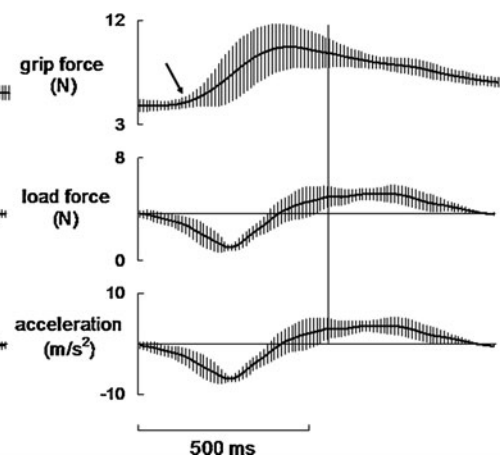 12
grip force
(N)
3
8
load force
(N)
0
10
acceleration
(m/s²)
-10
500 ms